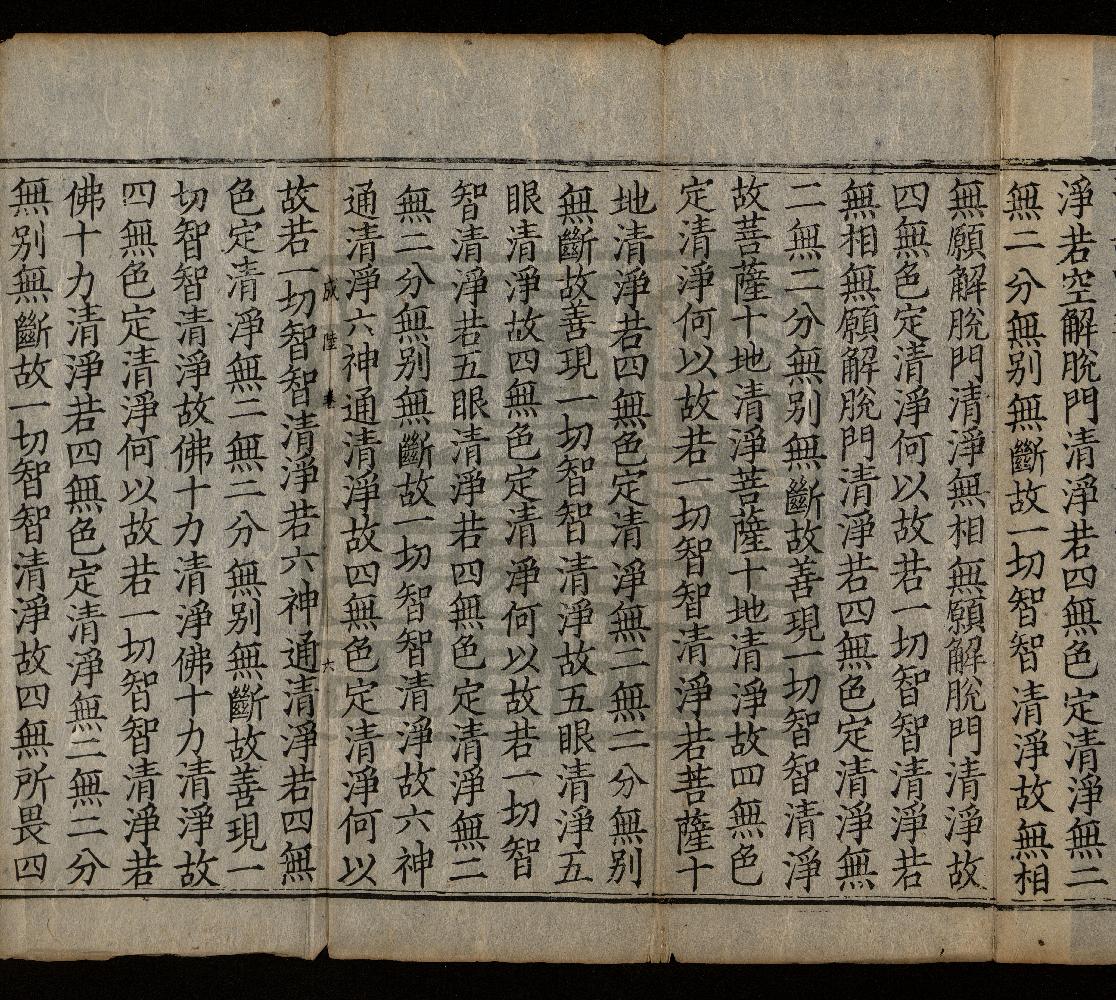 淨若空解脫門清淨若四無色定清淨無二
無二分無别無斷故一切智智清淨故無相
無願解脫門清淨無相無願解脫門清淨故
四無色定清淨何以故若一切智智清淨若
無相無願解脫門清淨若四無色定清淨無
二無二分無别無斷故善現一切智智清淨
故菩薩十地清淨菩薩十地清淨故四無色
定清淨何以故若一切智智清淨若菩薩十
地清淨若四無色定清淨無二無二分無别
無斷故善現一切智智清淨故五眼清淨五
眼清淨故四無色定清淨何以故若一切智
智清淨若五眼清淨若四無色定清淨無二
無二分無别無斷故一切智智清淨故六神
通清淨六神通清淨故四無色定清淨何以
成 陸 卷 六
故若一切智智清淨若六神通清淨若四無
色定清淨無二無二分無别無斷故善現一
切智智清淨故佛十力清淨佛十力清淨故
四無色定清淨何以故若一切智智清淨若
佛十力清淨若四無色定清淨無二無二分
無别無斷故一切智智清淨故四無所畏四